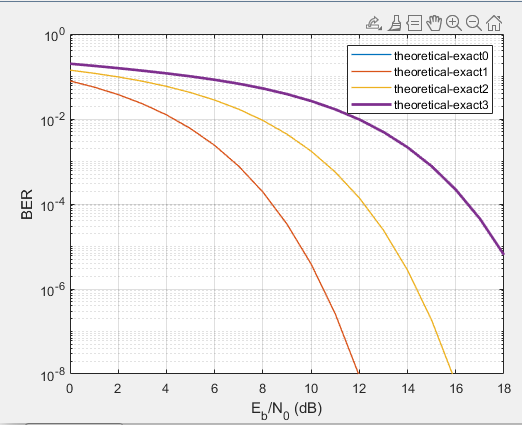 10^0
10^-2
10^-4
10^-6
10^-8
BER
theoretical-exact0
theoretical-exact1
theoretical-exact2
theoretical-exact3
0 2 4 6 8 10 12 14 16 18
E_b/N_0 (dB)